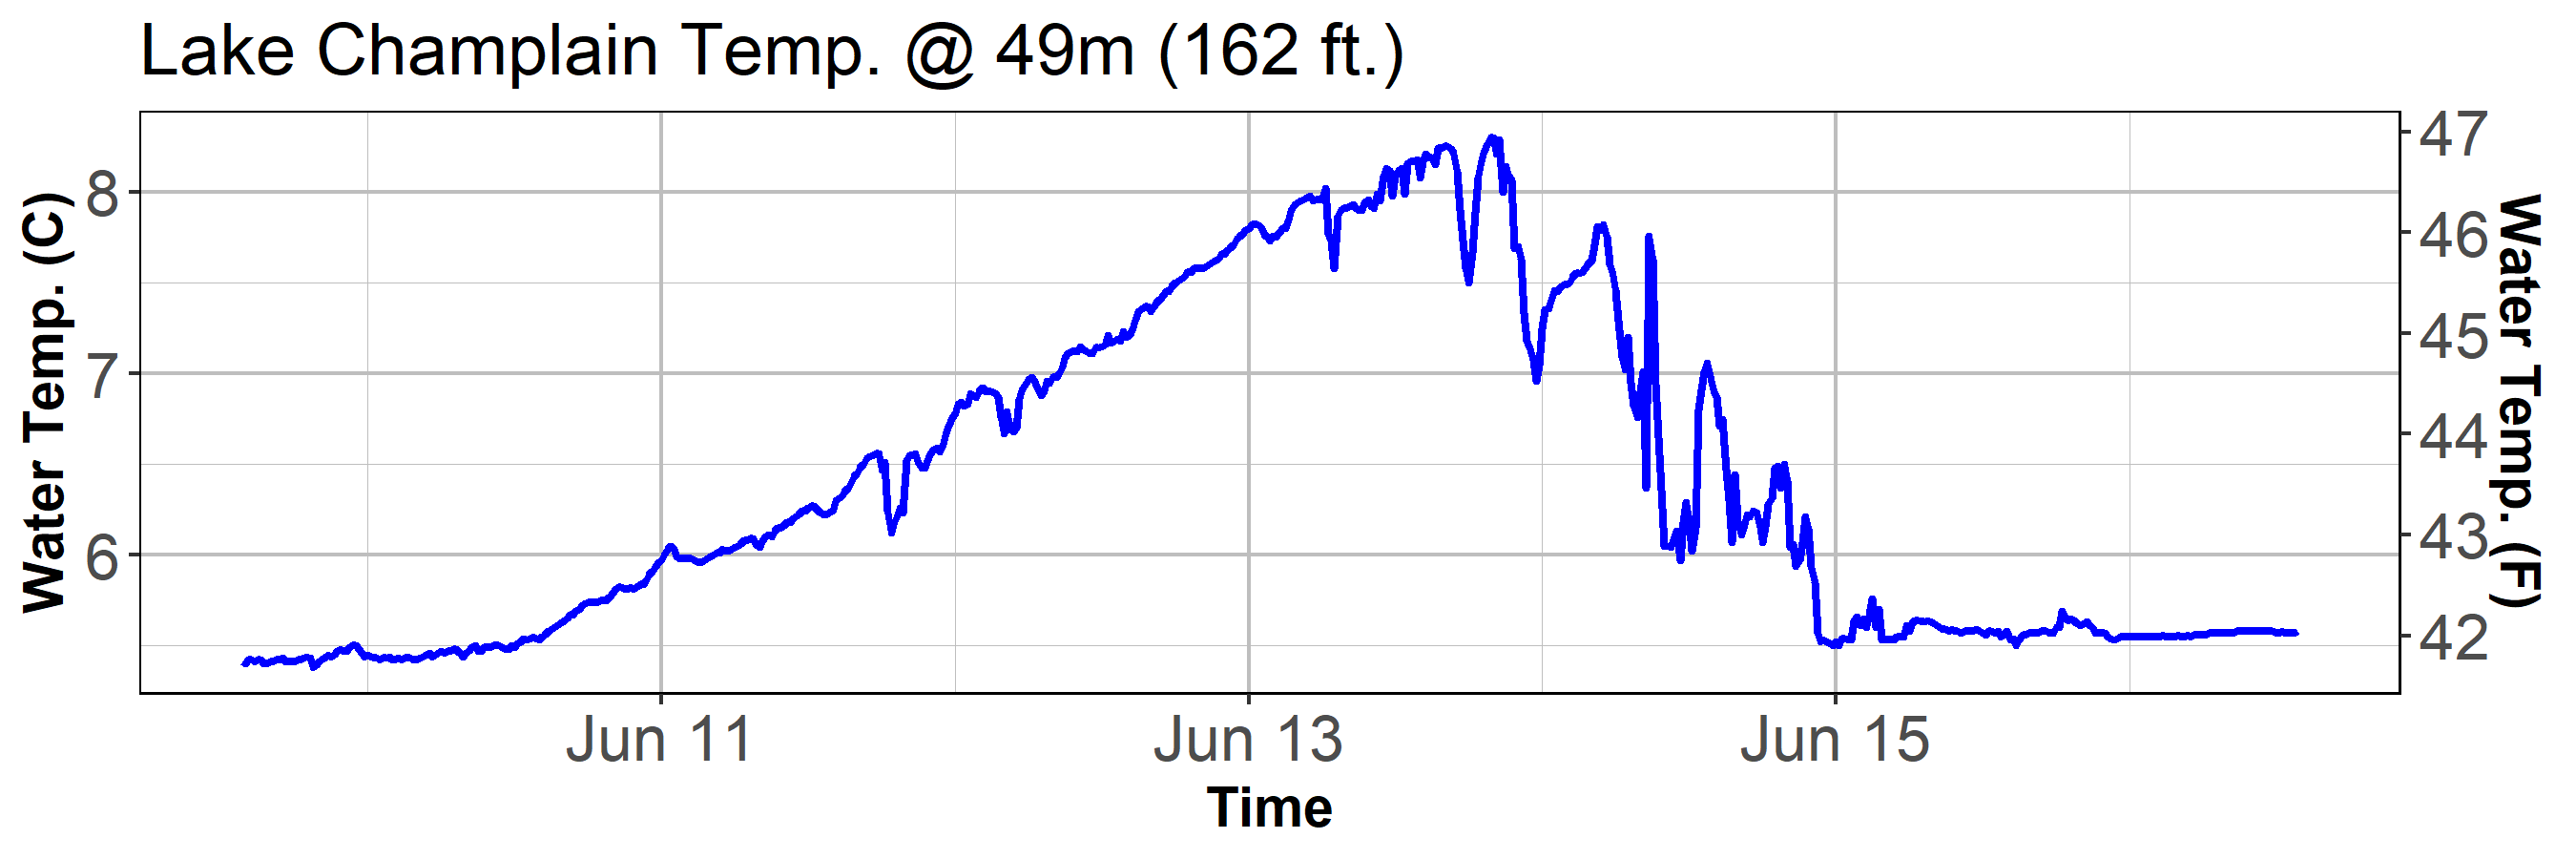 Lake Champlain Temp. @ 49m (162 ft.)
Water Temp. (C)
8
7
6
47
46
45
44
43
42
Water Temp. (F)
Jun 11
Jun 13
Jun 15
Time